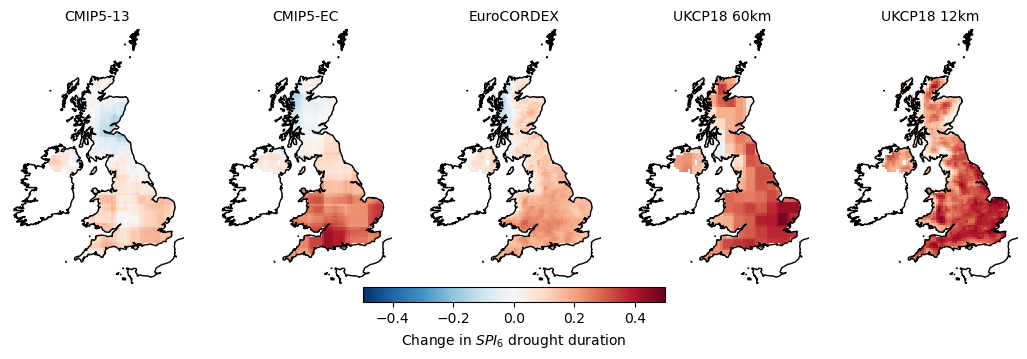 CMIP5-13 CMIP5-EC EuroCORDEX UKCP18 60km UKCP18 12km
−0.4 −0.2 0.0 0.2 0.4
Change in SPI₆ drought duration